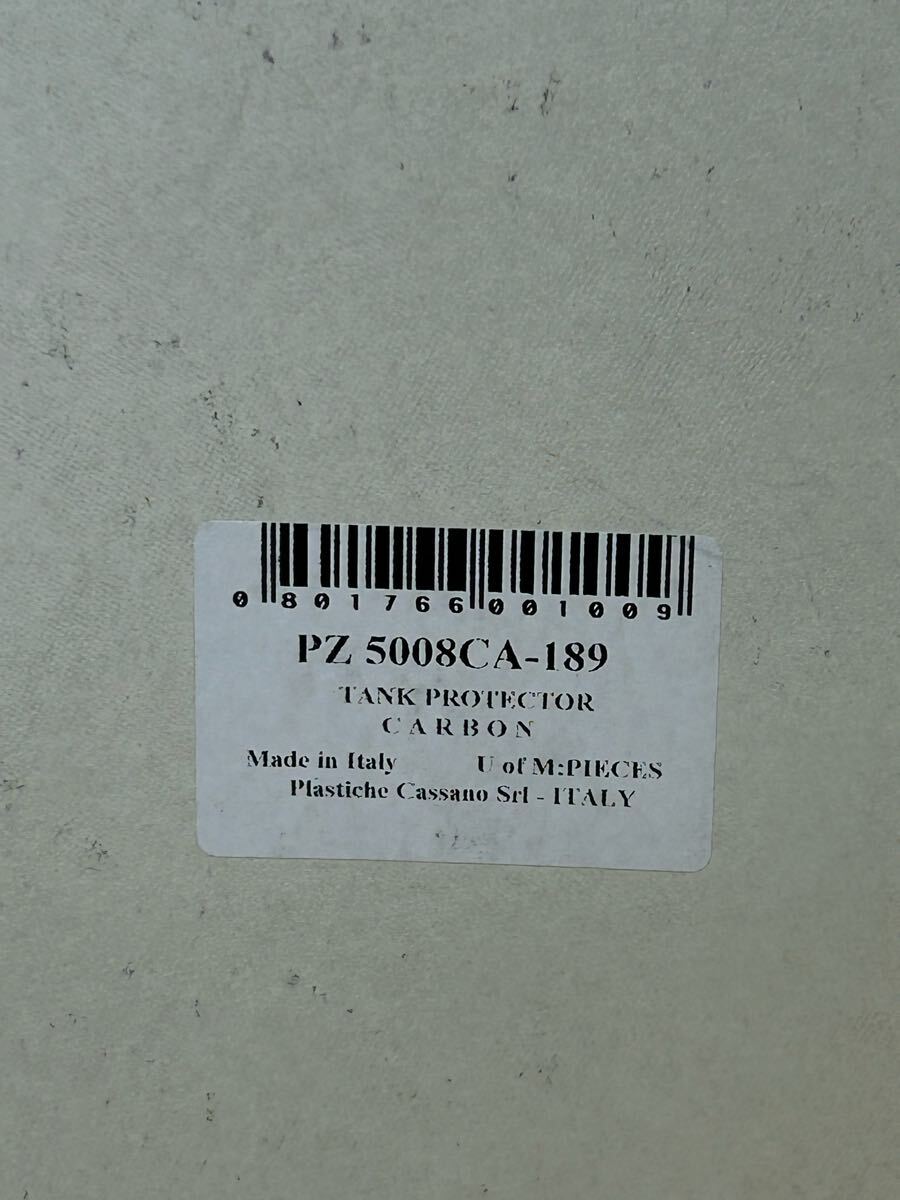 0 801766 001009
PZ 5008CA-189
TANK PROTECTOR
CARBON
Made in Italy U of M:PIECES
Plastiche Cassano Srl - ITALY